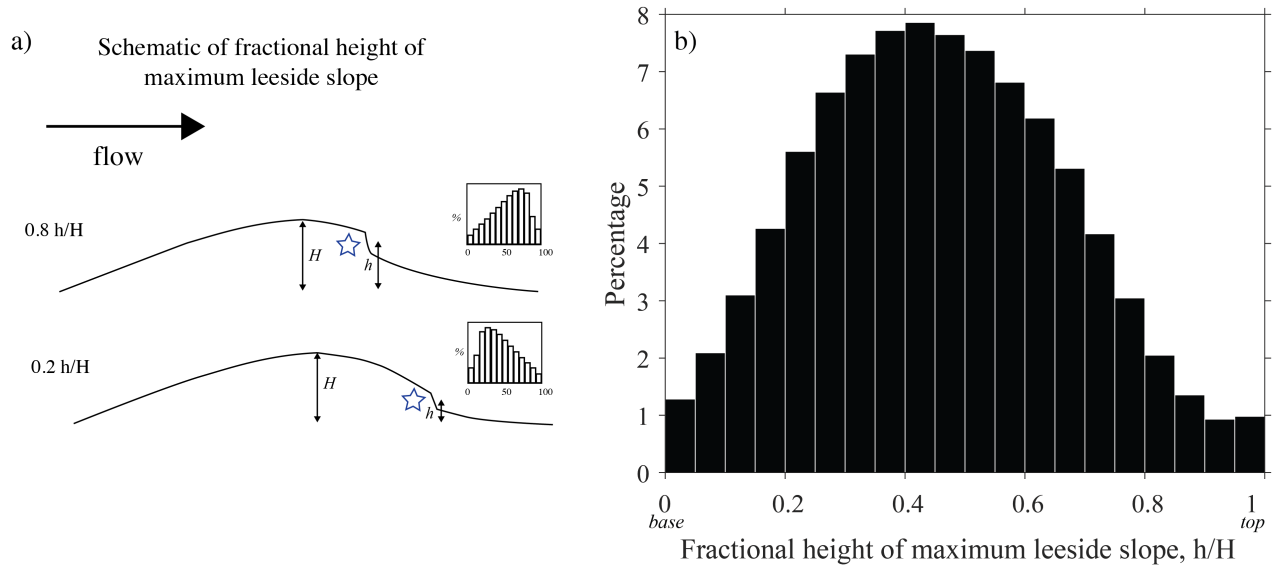 a)
Schematic of fractional height of
maximum leeside slope
flow
0.8 h/H
H
h
%
0 50 100
0.2 h/H
H
h
%
0 50 100
b)
Percentage
8
7
6
5
4
3
2
1
0
0 0.2 0.4 0.6 0.8 1
base top
Fractional height of maximum leeside slope, h/H